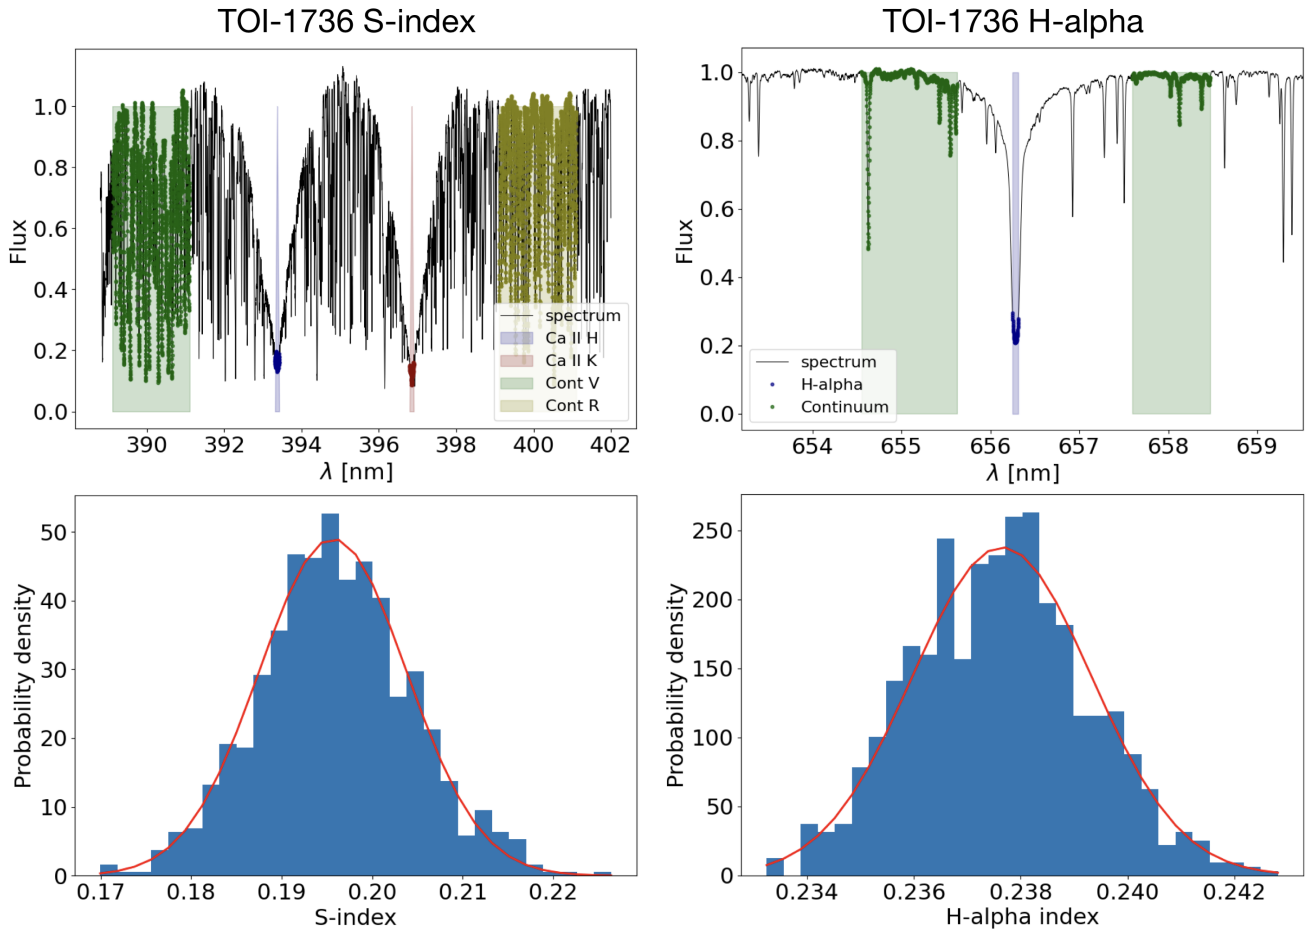 TOI-1736 S-index
TOI-1736 H-alpha
Flux
1.0
0.8
0.6
0.4
0.2
0.0
390 392 394 396 398 400 402
λ [nm]
spectrum
Ca II H
Ca II K
Cont V
Cont R
Flux
1.0
0.8
0.6
0.4
0.2
0.0
654 655 656 657 658 659
λ [nm]
spectrum
H-alpha
Continuum
Probability density
50
40
30
20
10
0
0.17 0.18 0.19 0.20 0.21 0.22
S-index
Probability density
250
200
150
100
50
0
0.234 0.236 0.238 0.240 0.242
H-alpha index